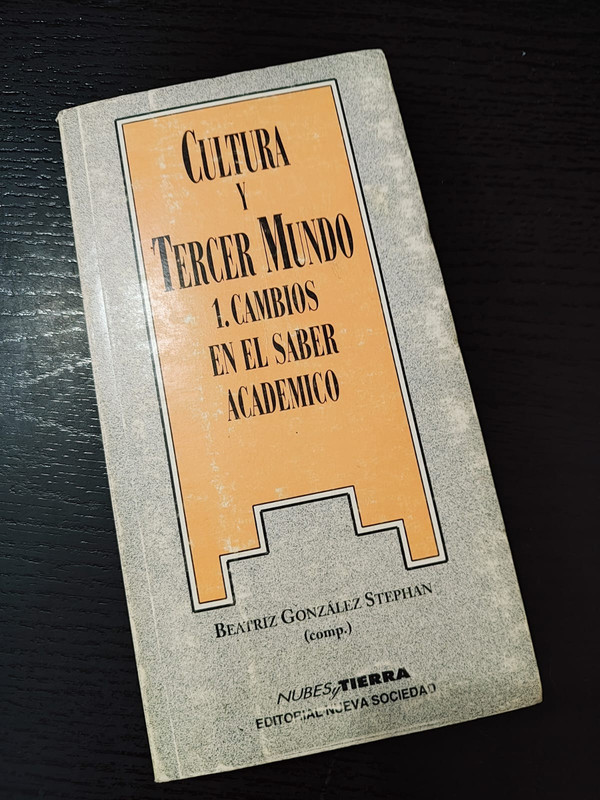 CULTURA
Y
TERCER MUNDO
1. CAMBIOS
EN EL SABER
ACADEMICO
BEATRIZ GONZÁLEZ STEPHAN
(comp.)
NUBES y TIERRA
EDITORIAL NUEVA SOCIEDAD